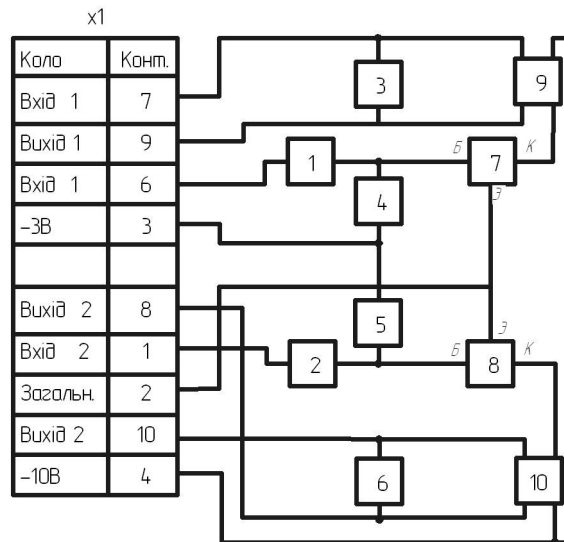 x1
Коло Конт.
Вхід 1 7
Вихід 1 9
Вхід 1 6
-3В 3
Вихід 2 8
Вхід 2 1
Загальн. 2
Вихід 2 10
-10В 4
3
9
1
Б 7 К
Э
4
5
Э
2
Б 8 К
6
10